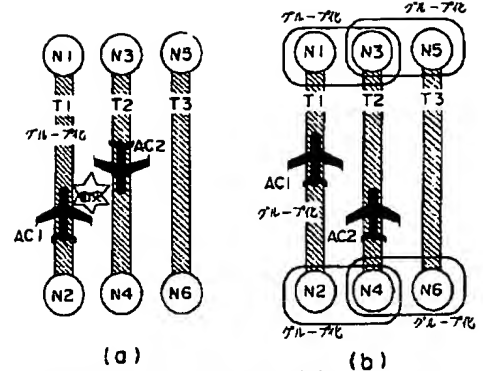 グループ化
グループ化
N1 N3 N5
N1 N3 N5
T1 T2 T3
T1 T2 T3
グループ化
AC2
AC1
グループ化
AC1
AC2
N2 N4 N6
N2 N4 N6
グループ化
グループ化
(a)
(b)